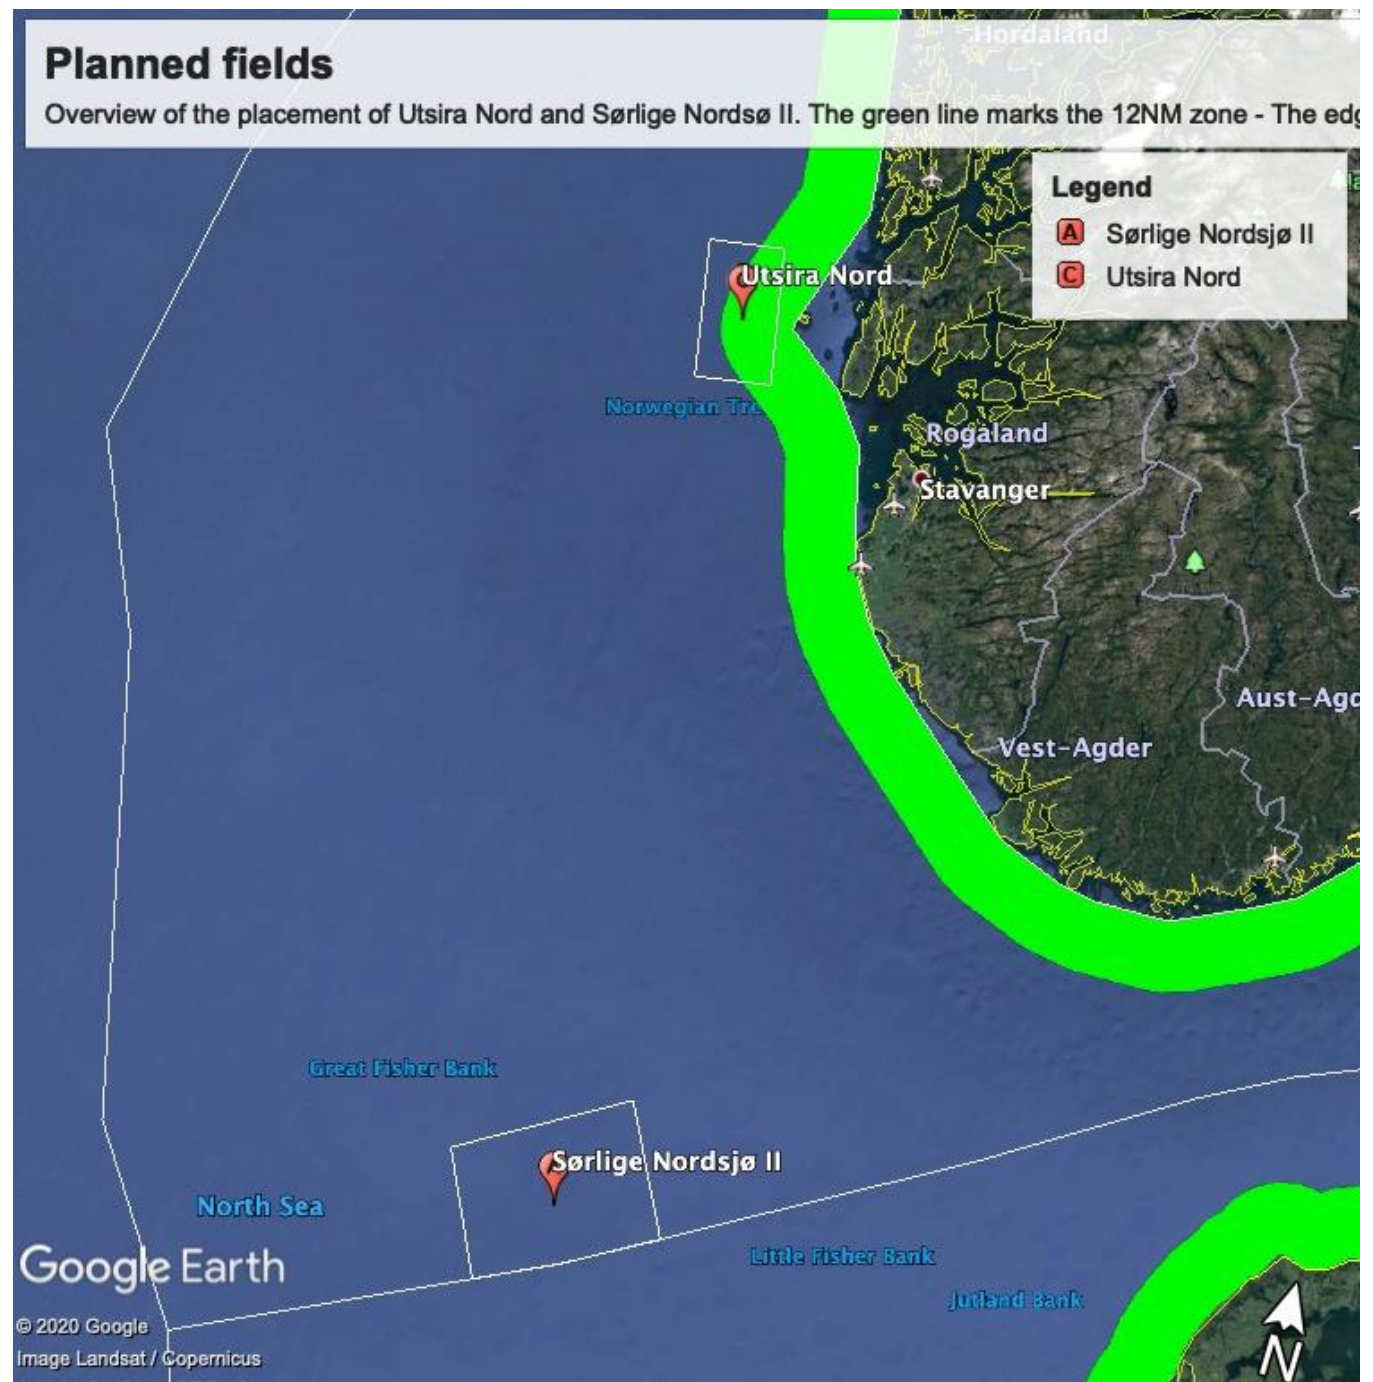 Hordaland
Planned fields
Overview of the placement of Utsira Nord and Sørlige Nordsø II. The green line marks the 12NM zone - The edg
Legend
A Sørlige Nordsjø II
C Utsira Nord
Utsira Nord
Norwegian Tre
Rogaland
Stavanger
Aust-Agd
Vest-Agder
Great Fisher Bank
Sørlige Nordsjø II
North Sea
Little Fisher Bank
Google Earth
Jutland Bank
© 2020 Google
Image Landsat / Copernicus
N